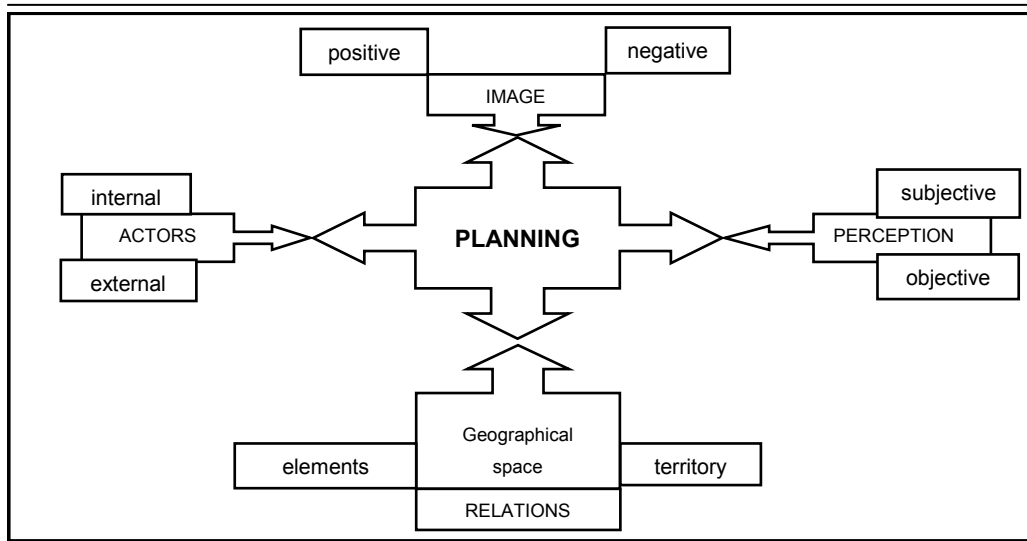 positive
negative
IMAGE
internal
ACTORS
external
PLANNING
subjective
PERCEPTION
objective
Geographical
space
elements
territory
RELATIONS